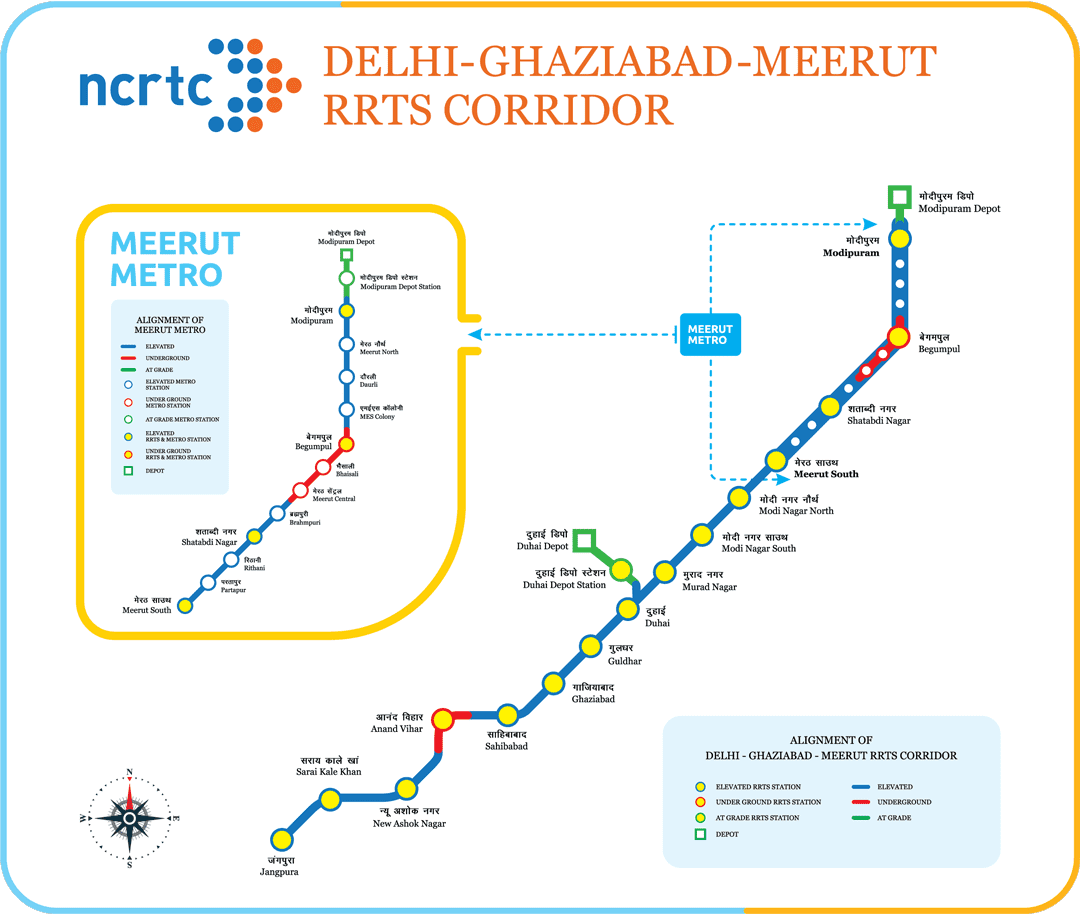 ncrtc
DELHI-GHAZIABAD-MEERUT
RRTS CORRIDOR
MEERUT
METRO
ALIGNMENT OF
MEERUT METRO
ELEVATED
UNDERGROUND
AT GRADE
ELEVATED METRO
STATION
UNDER GROUND
METRO STATION
AT GRADE METRO STATION
ELEVATED
RRTS & METRO STATION
UNDER GROUND
RRTS & METRO STATION
DEPOT
मोदीपुरम डिपो
Modipuram Depot
मोदीपुरम डिपो स्टेशन
Modipuram Depot Station
मोदीपुरम
Modipuram
मेरठ नौर्थ
Meerut North
दौरली
Daurli
एमईएस कॉलोनी
MES Colony
बेगमपुल
Begumpul
भैसाली
Bhaisali
मेरठ सेंट्रल
Meerut Central
ब्रह्मपुरी
Brahmpuri
शताब्दी नगर
Shatabdi Nagar
रिठानी
Rithani
परतापुर
Partapur
मेरठ साउथ
Meerut South
MEERUT
METRO
मोदीपुरम डिपो
Modipuram Depot
मोदीपुरम
Modipuram
बेगमपुल
Begumpul
शताब्दी नगर
Shatabdi Nagar
मेरठ साउथ
Meerut South
मोदी नगर नौर्थ
Modi Nagar North
मोदी नगर साउथ
Modi Nagar South
दुहाई डिपो
Duhai Depot
दुहाई डिपो स्टेशन
Duhai Depot Station
मुराद नगर
Murad Nagar
दुहाई
Duhai
गुलधर
Guldhar
गाजियाबाद
Ghaziabad
साहिबाबाद
Sahibabad
आनंद विहार
Anand Vihar
सराय काले खां
Sarai Kale Khan
न्यू अशोक नगर
New Ashok Nagar
जंगपुरा
Jangpura
N
W
E
S
ALIGNMENT OF
DELHI - GHAZIABAD - MEERUT RRTS CORRIDOR
ELEVATED RRTS STATION
UNDER GROUND RRTS STATION
AT GRADE RRTS STATION
DEPOT
ELEVATED
UNDERGROUND
AT GRADE